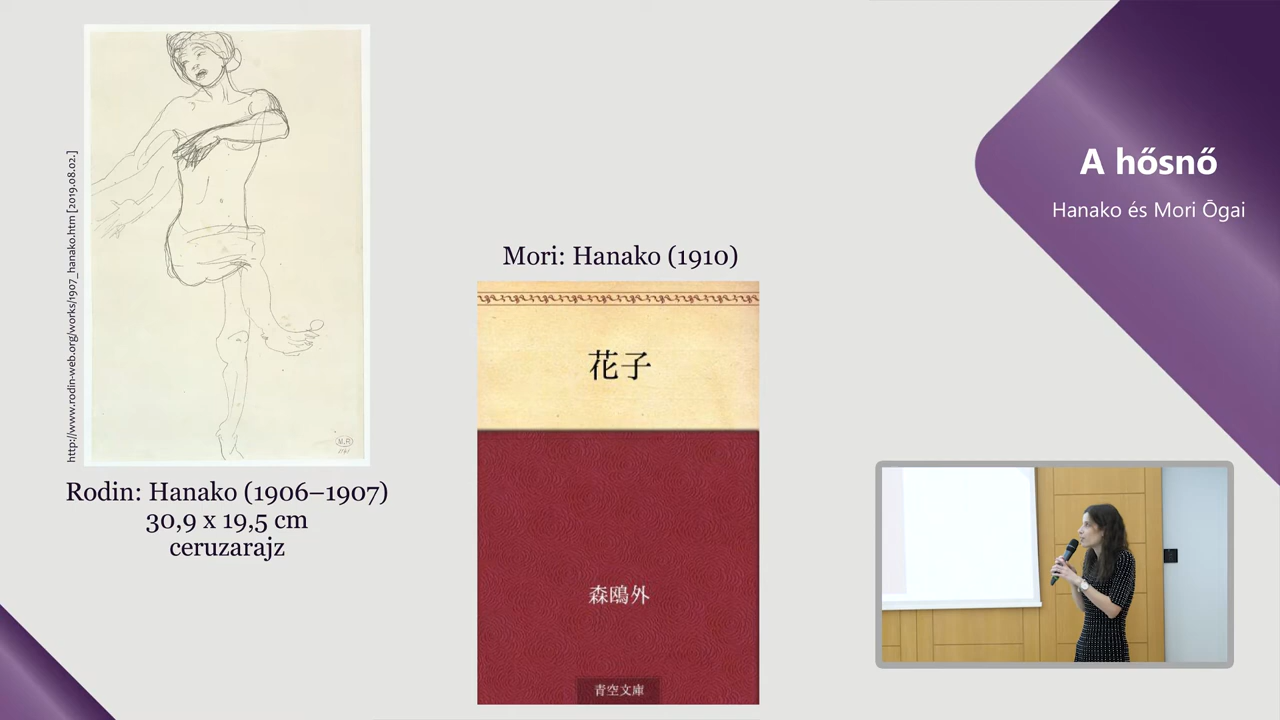 A hősnő
Hanako és Mori Ōgai
http://www.rodin-web.org/works/1907_hanako.htm [2019.08.02.]
Rodin: Hanako (1906–1907)
30,9 x 19,5 cm
ceruzarajz
Mori: Hanako (1910)
花子
森鴎外
青空文庫